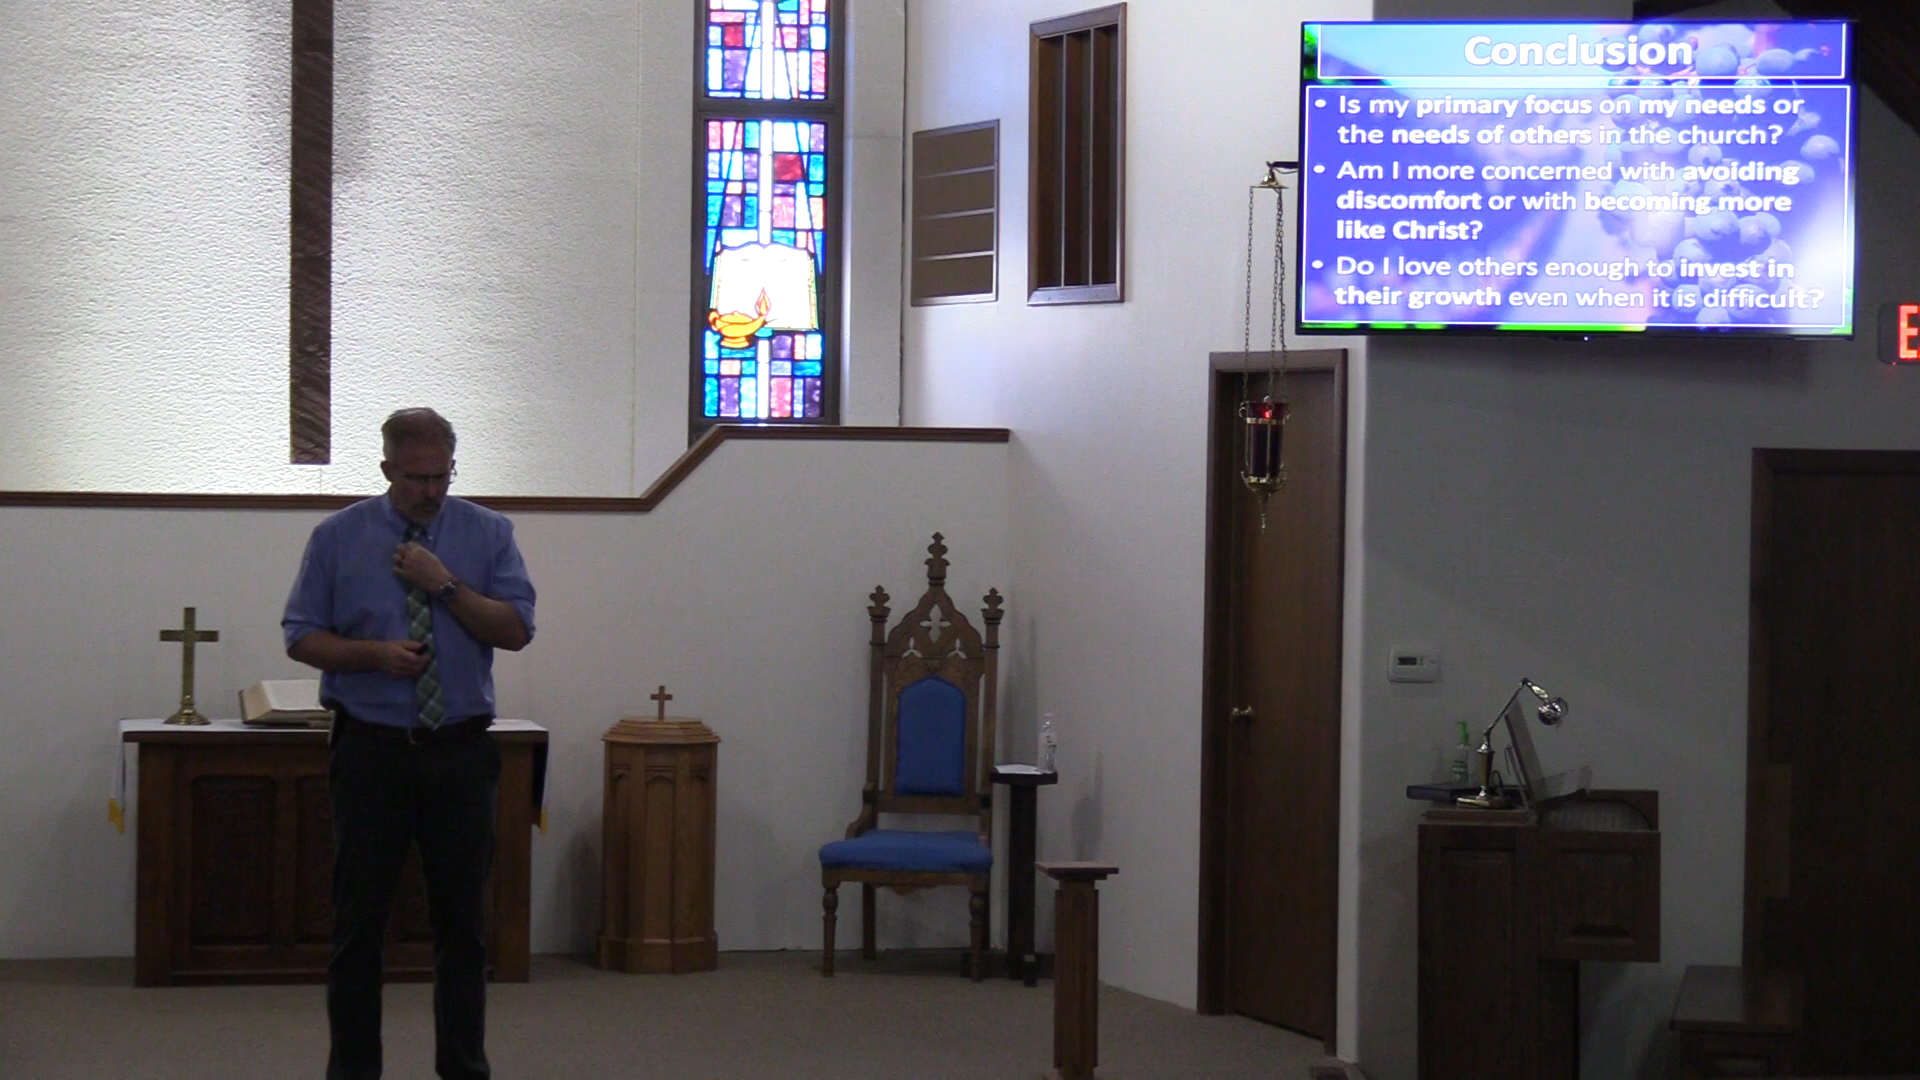 Conclusion
• Is my primary focus on my needs or
the needs of others in the church?
• Am I more concerned with avoiding
discomfort or with becoming more
like Christ?
• Do I love others enough to invest in
their growth even when it is difficult?
E